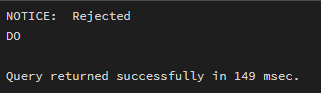 NOTICE:  Rejected
DO
Query returned successfully in 149 msec.